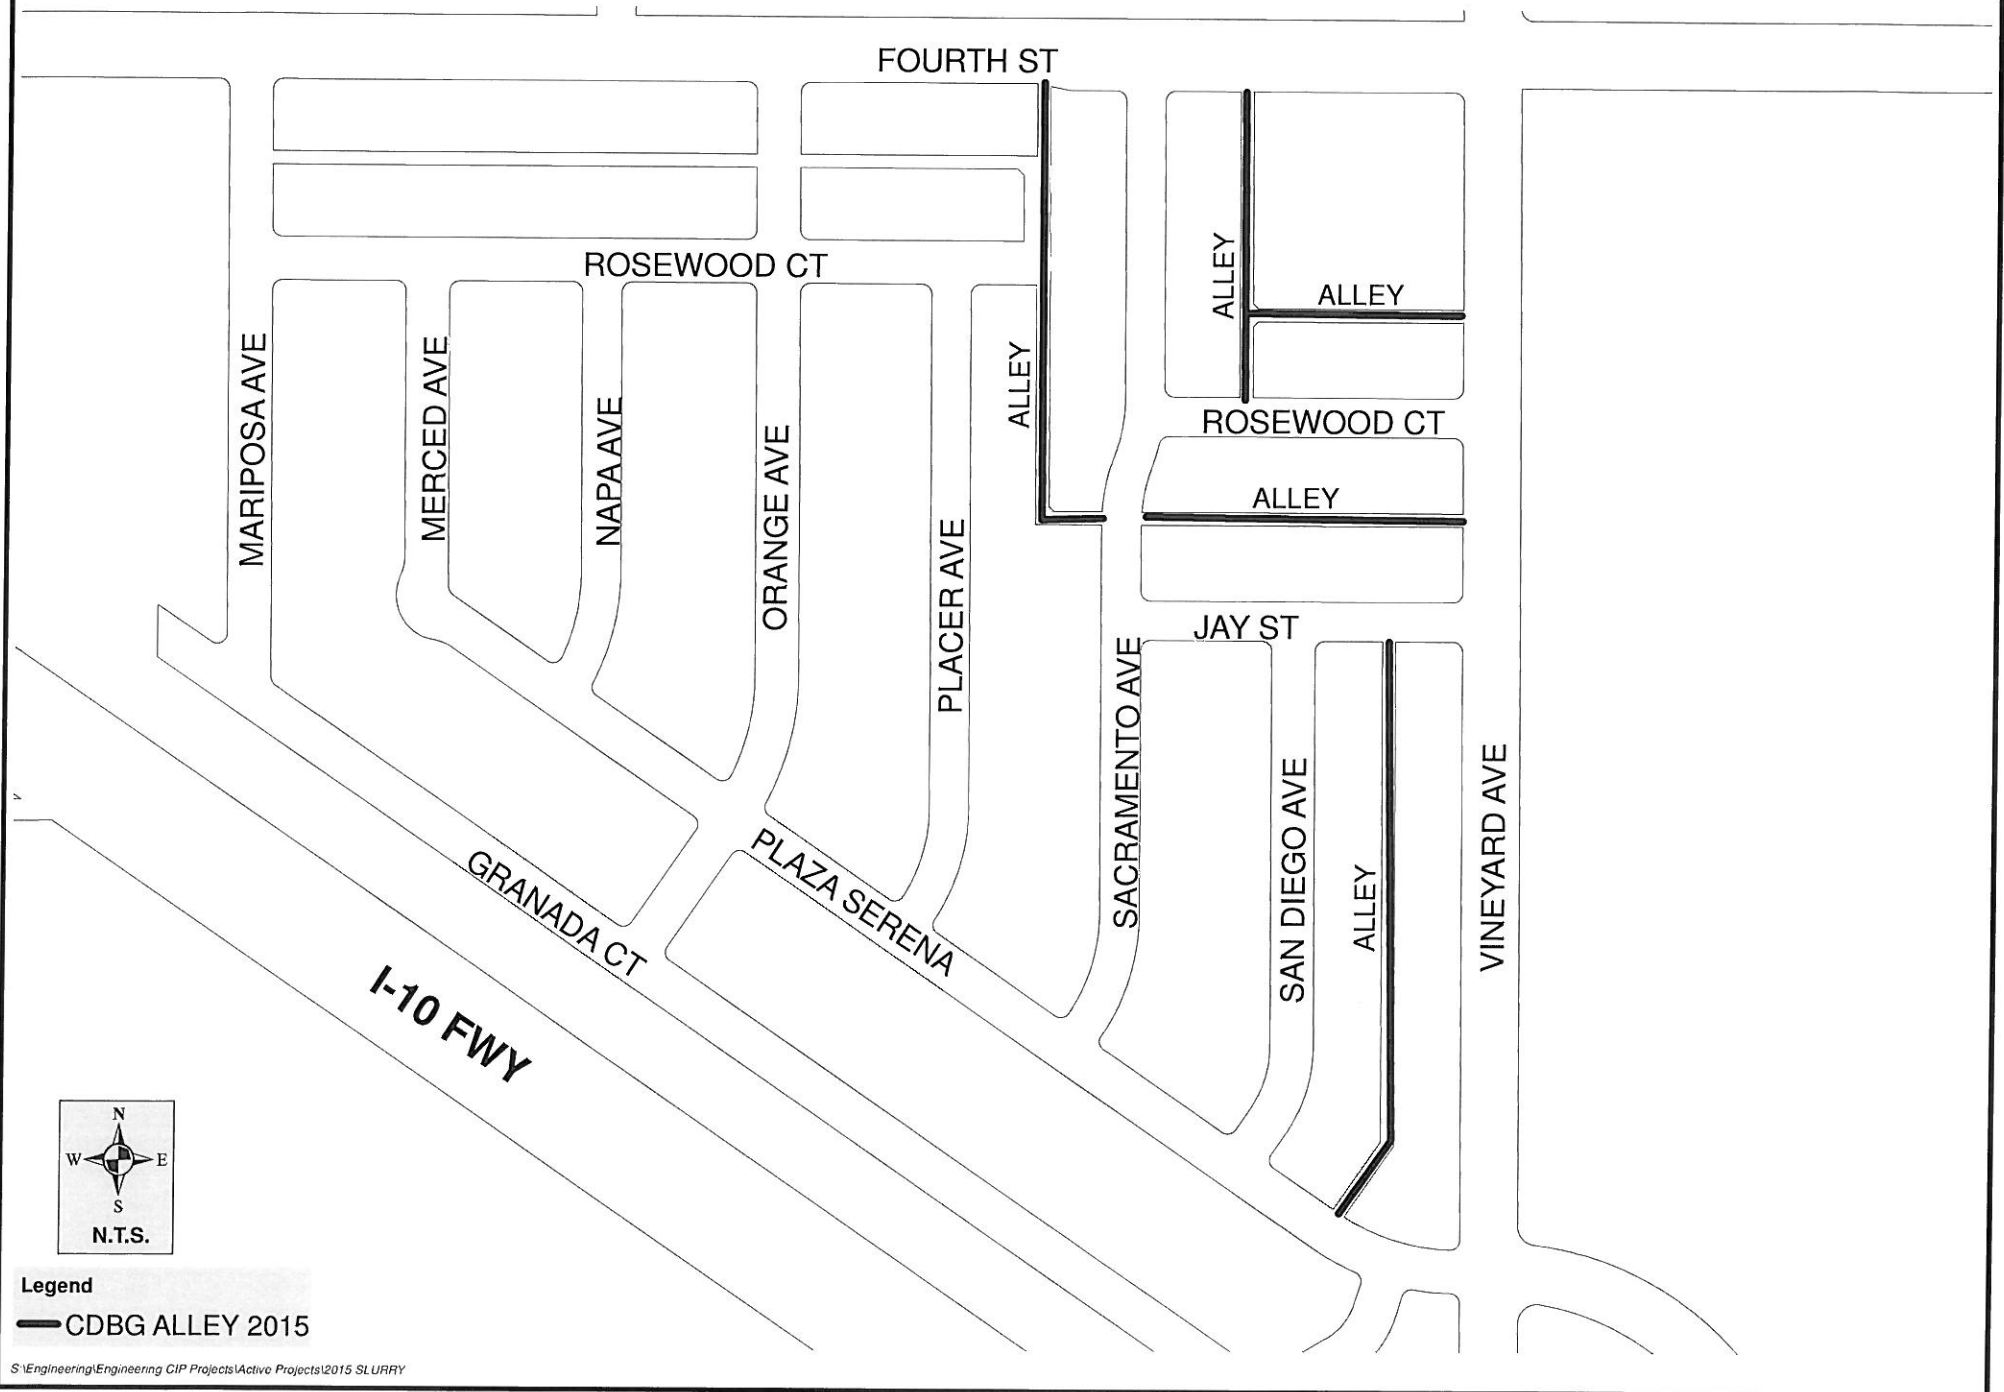 FOURTH ST
ROSEWOOD CT
ALLEY
ALLEY
ALLEY
ROSEWOOD CT
ALLEY
MARIPOSA AVE
MERCED AVE
NAPA AVE
ORANGE AVE
PLACER AVE
JAY ST
SACRAMENTO AVE
SAN DIEGO AVE
ALLEY
VINEYARD AVE
PLAZA SERENA
GRANADA CT
I-10 FWY
N
W E
S
N.T.S.
Legend
CDBG ALLEY 2015
S:\Engineering\Engineering CIP Projects\Active Projects\2015 SLURRY